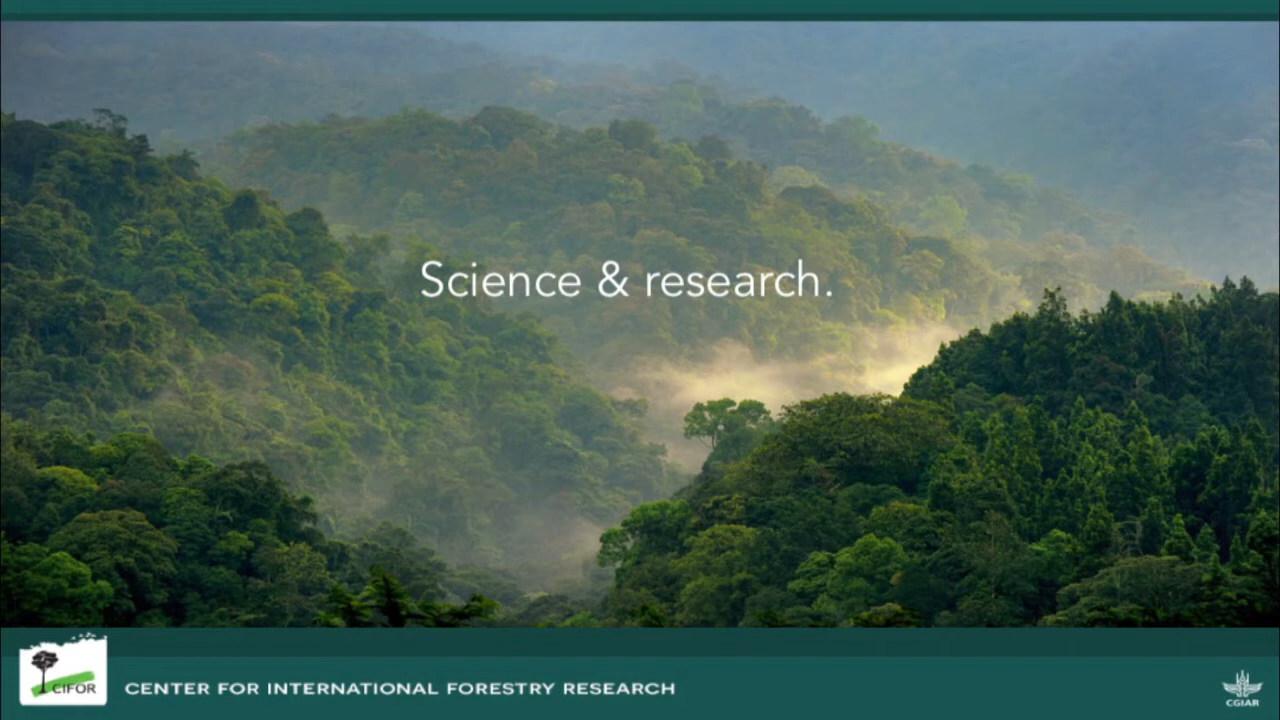 Science & research.
CIFOR
CENTER FOR INTERNATIONAL FORESTRY RESEARCH
CGIAR